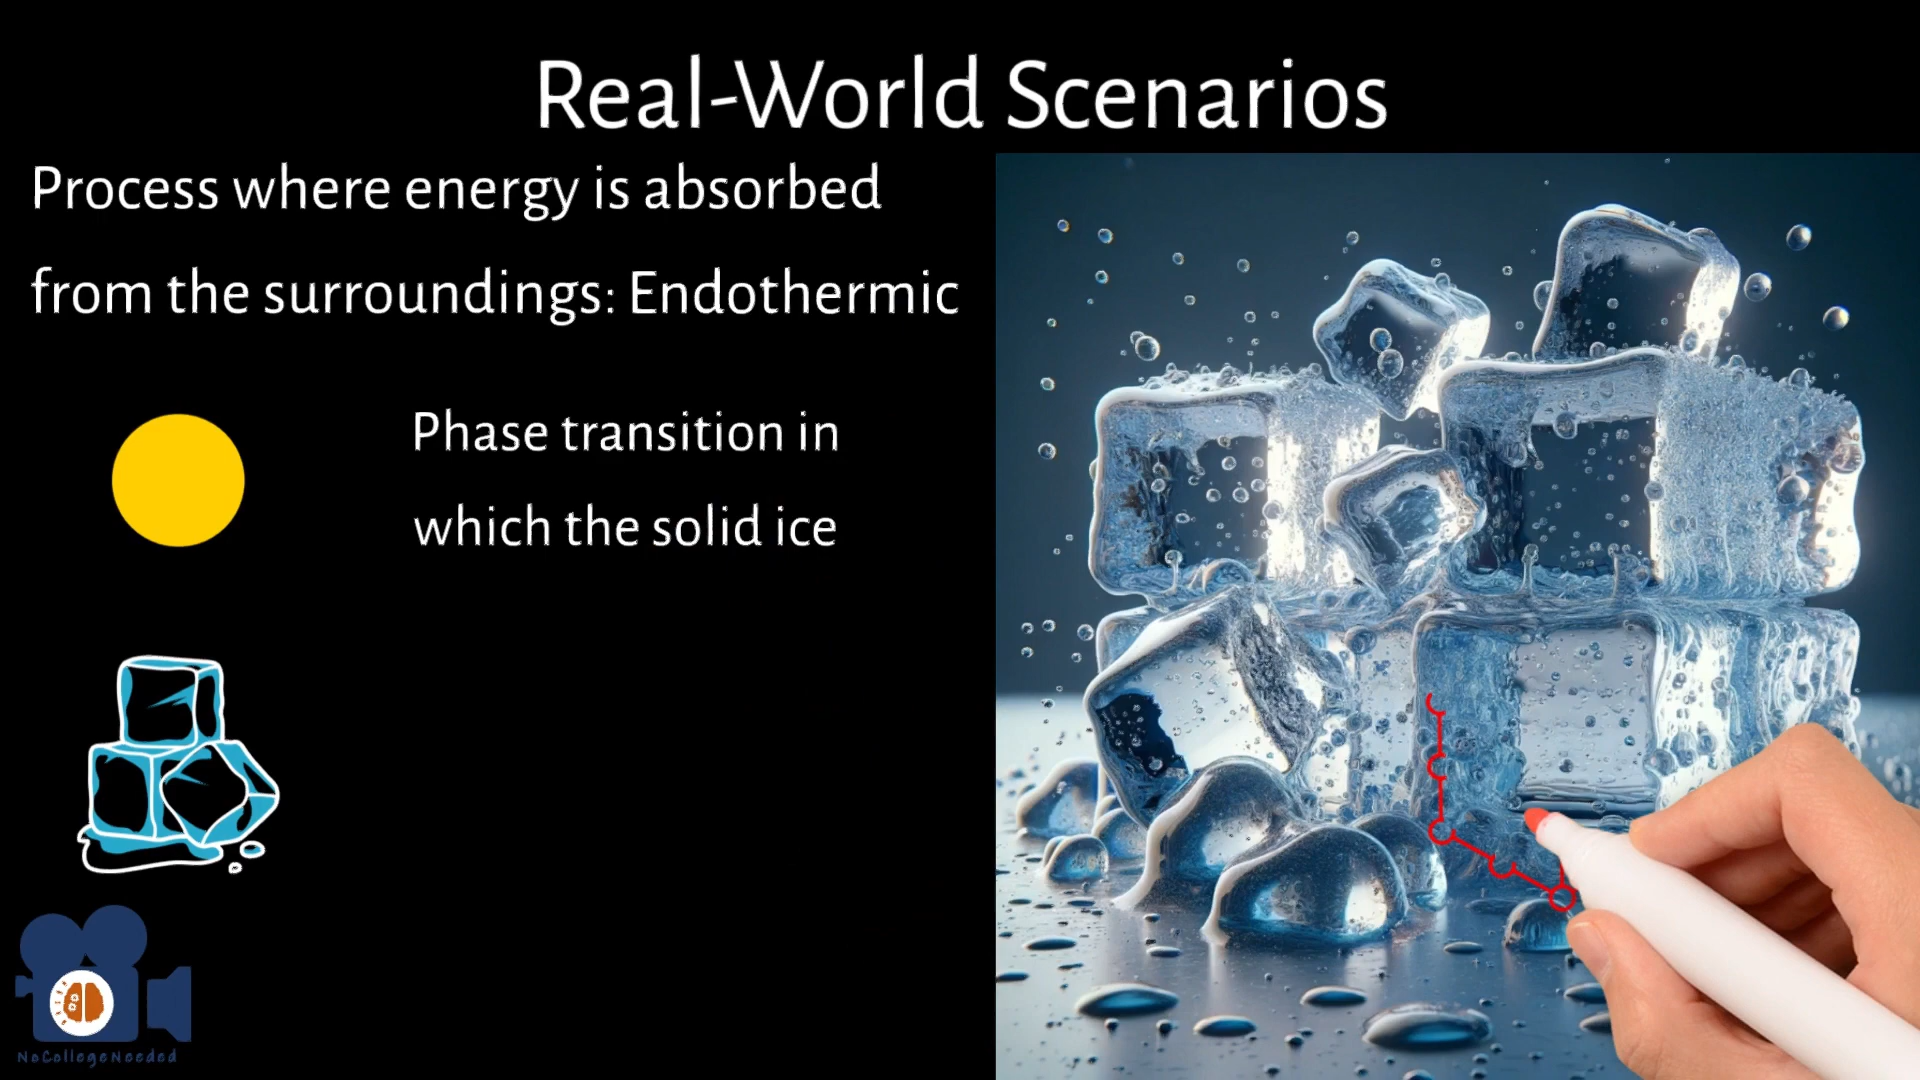 Real-World Scenarios
Process where energy is absorbed
from the surroundings: Endothermic
Phase transition in
which the solid ice
NoCollegeNeeded